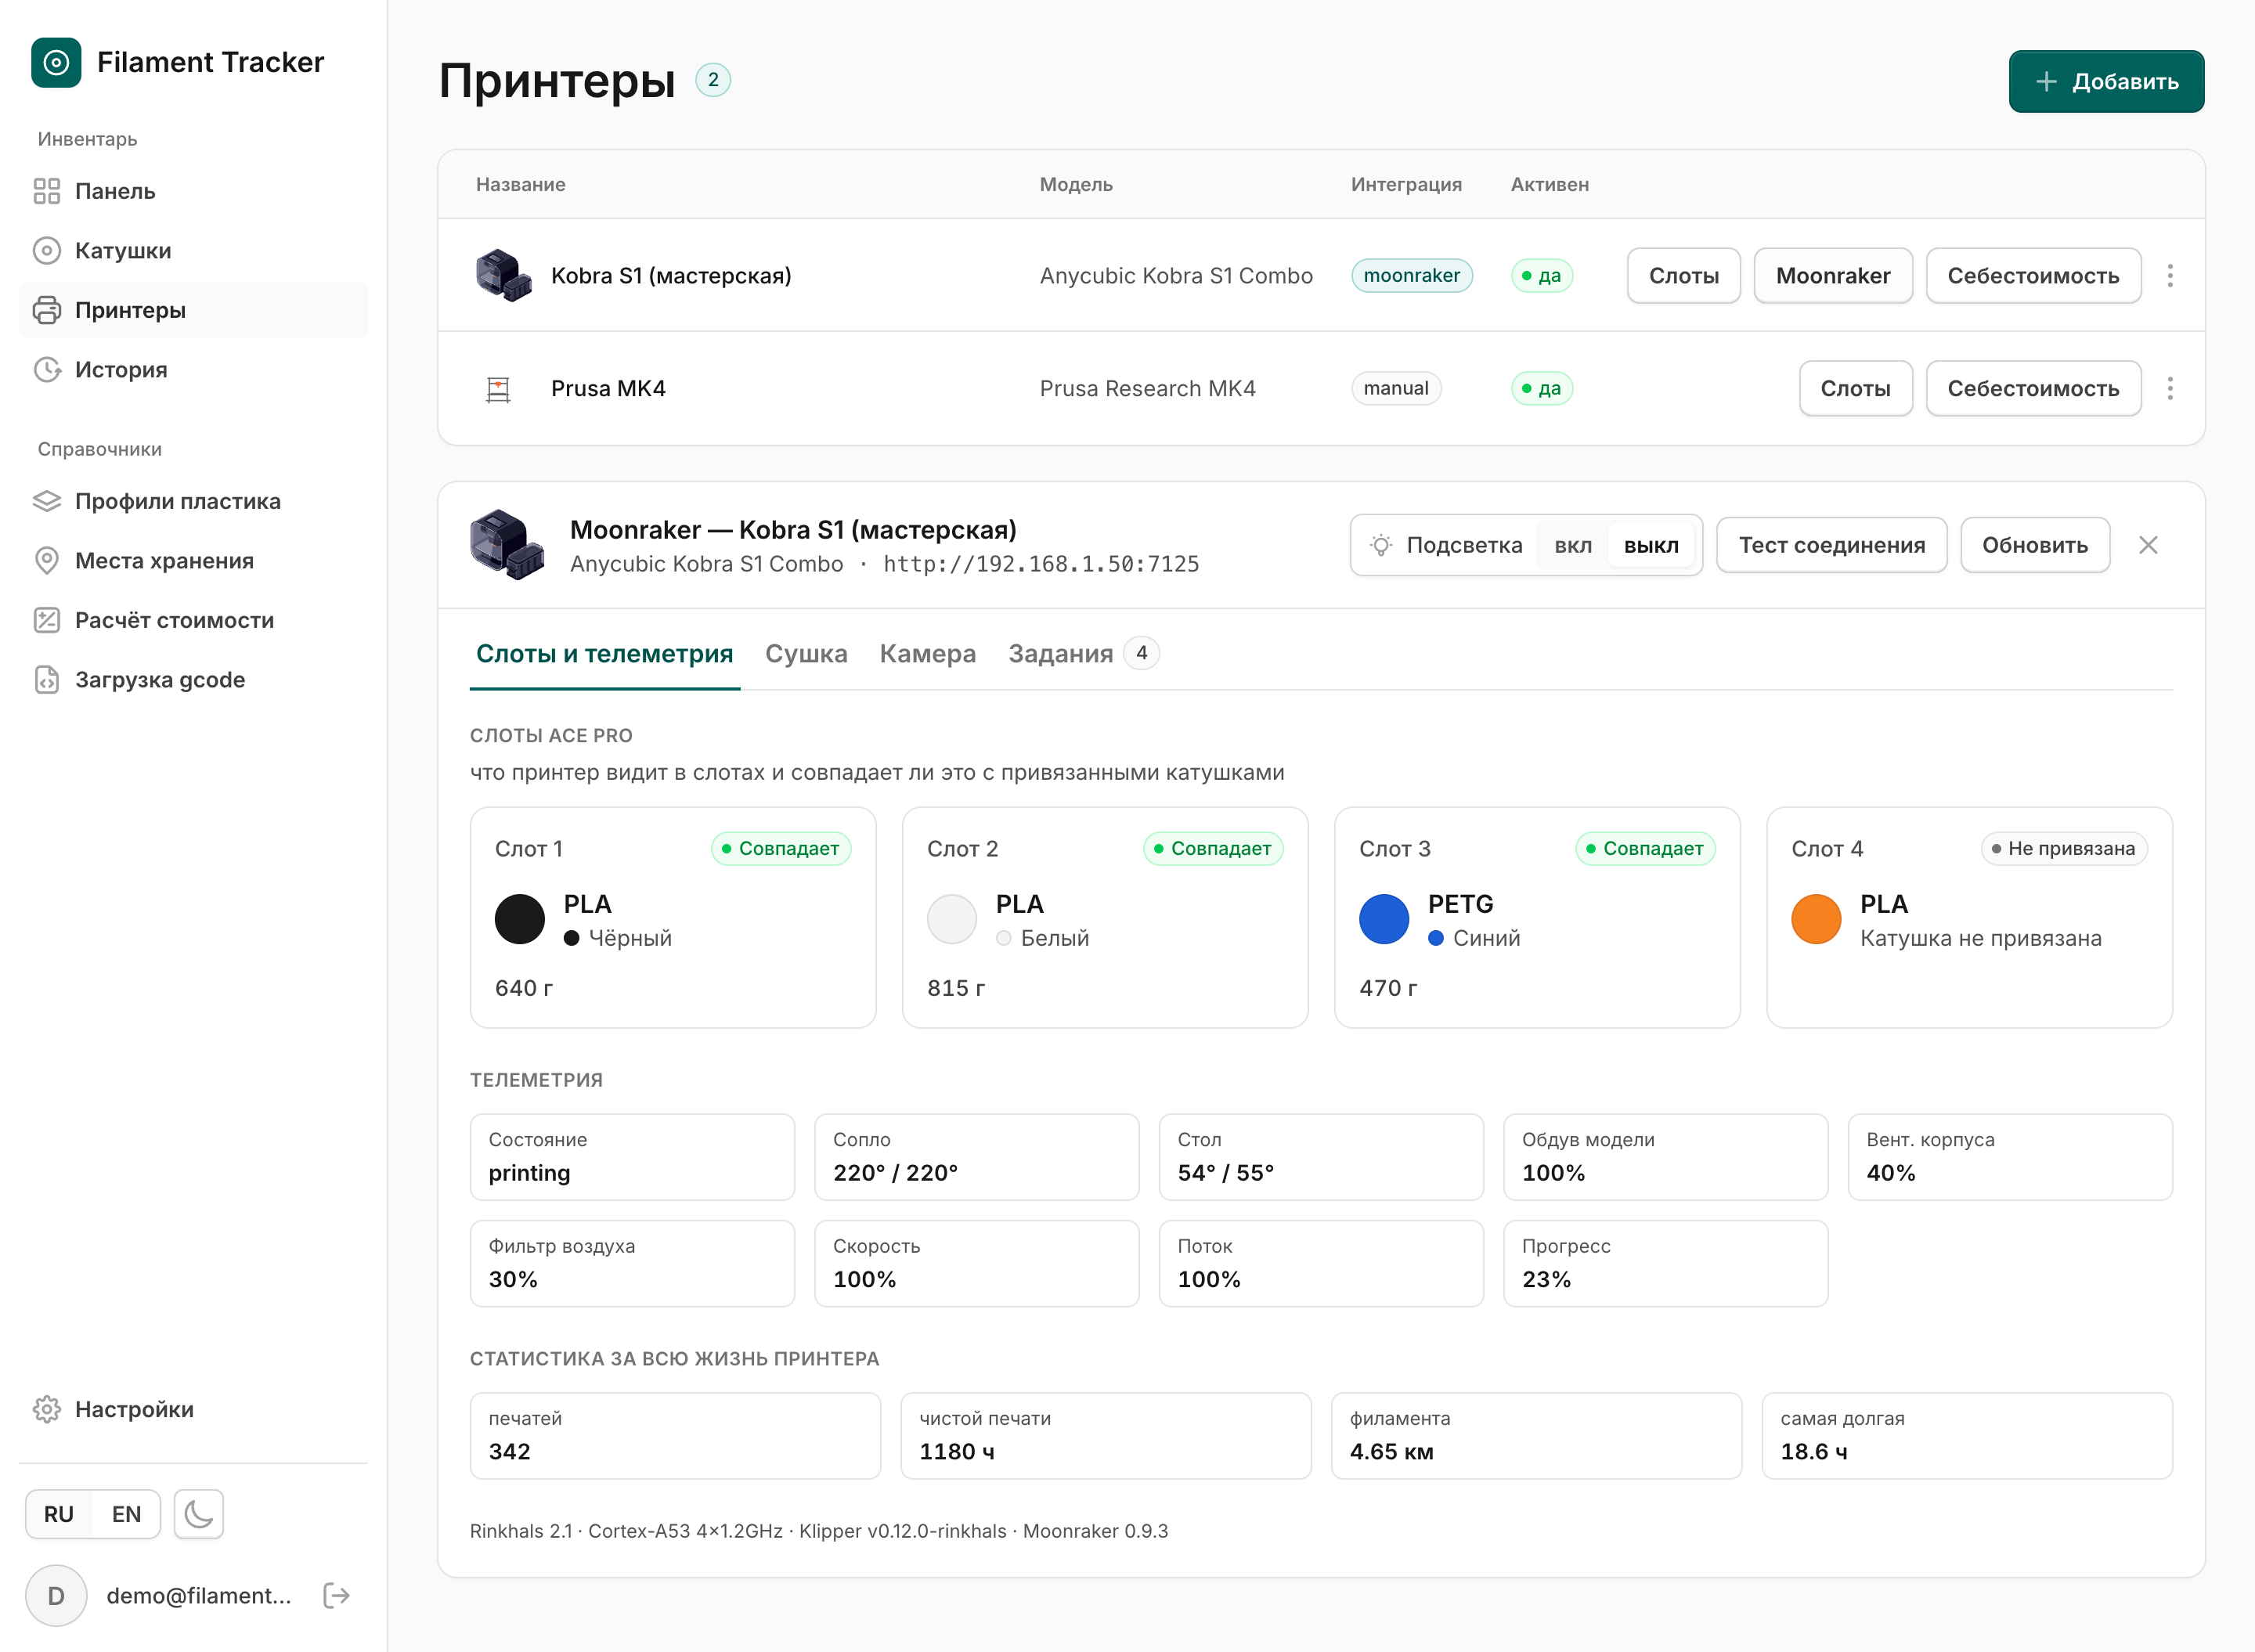 Filament Tracker
Инвентарь
Панель
Катушки
Принтеры
История
Справочники
Профили пластика
Места хранения
Расчёт стоимости
Загрузка gcode
Настройки
RU EN
D demo@filament...
Принтеры 2
Добавить
Название Модель Интеграция Активен
Kobra S1 (мастерская) Anycubic Kobra S1 Combo moonraker да Слоты Moonraker Себестоимость
Prusa MK4 Prusa Research MK4 manual да Слоты Себестоимость
Moonraker — Kobra S1 (мастерская)
Anycubic Kobra S1 Combo · http://192.168.1.50:7125
Подсветка вкл выкл Тест соединения Обновить
Слоты и телеметрия Сушка Камера Задания 4
СЛОТЫ ACE PRO
что принтер видит в слотах и совпадает ли это с привязанными катушками
Слот 1 Совпадает
PLA
Чёрный
640 г
Слот 2 Совпадает
PLA
Белый
815 г
Слот 3 Совпадает
PETG
Синий
470 г
Слот 4 Не привязана
PLA
Катушка не привязана
ТЕЛЕМЕТРИЯ
Состояние
printing
Сопло
220° / 220°
Стол
54° / 55°
Обдув модели
100%
Вент. корпуса
40%
Фильтр воздуха
30%
Скорость
100%
Поток
100%
Прогресс
23%
СТАТИСТИКА ЗА ВСЮ ЖИЗНЬ ПРИНТЕРА
печатей
342
чистой печати
1180 ч
филамента
4.65 км
самая долгая
18.6 ч
Rinkhals 2.1 · Cortex-A53 4×1.2GHz · Klipper v0.12.0-rinkhals · Moonraker 0.9.3